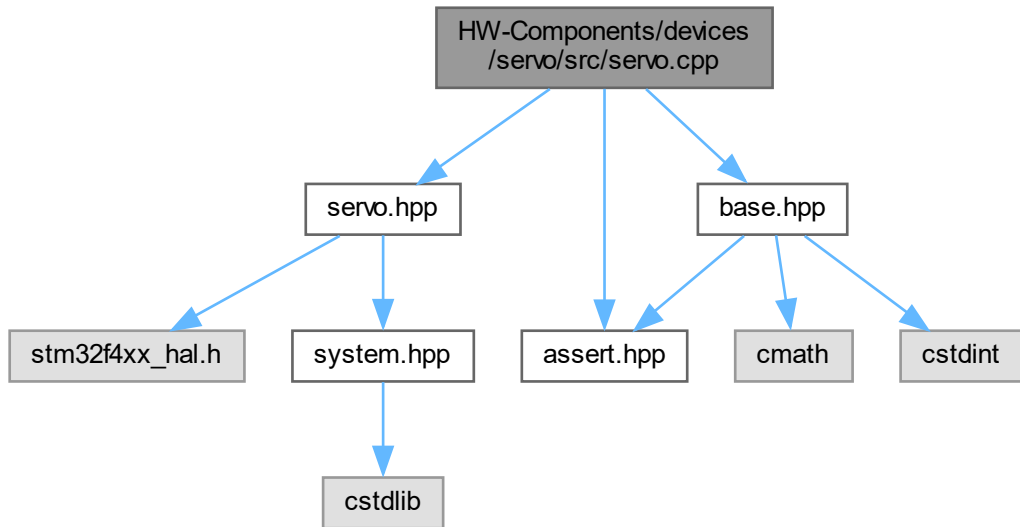 HW-Components/devices
/servo/src/servo.cpp
servo.hpp
base.hpp
stm32f4xx_hal.h
system.hpp
assert.hpp
cmath
cstdint
cstdlib